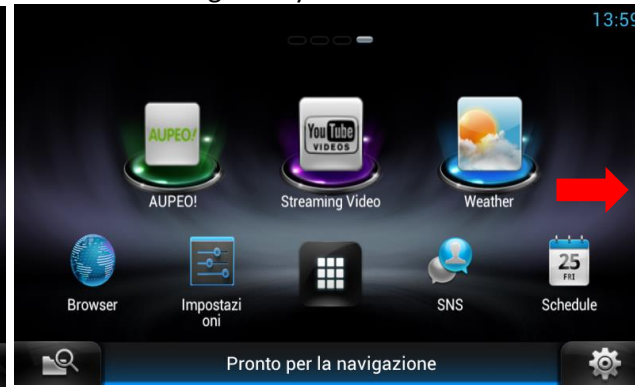 13:59
AUPEO!
You Tube
VIDEOS
AUPEO!
Streaming Video
Weather
25
FRI
Browser
Impostazi
oni
SNS
Schedule
Pronto per la navigazione